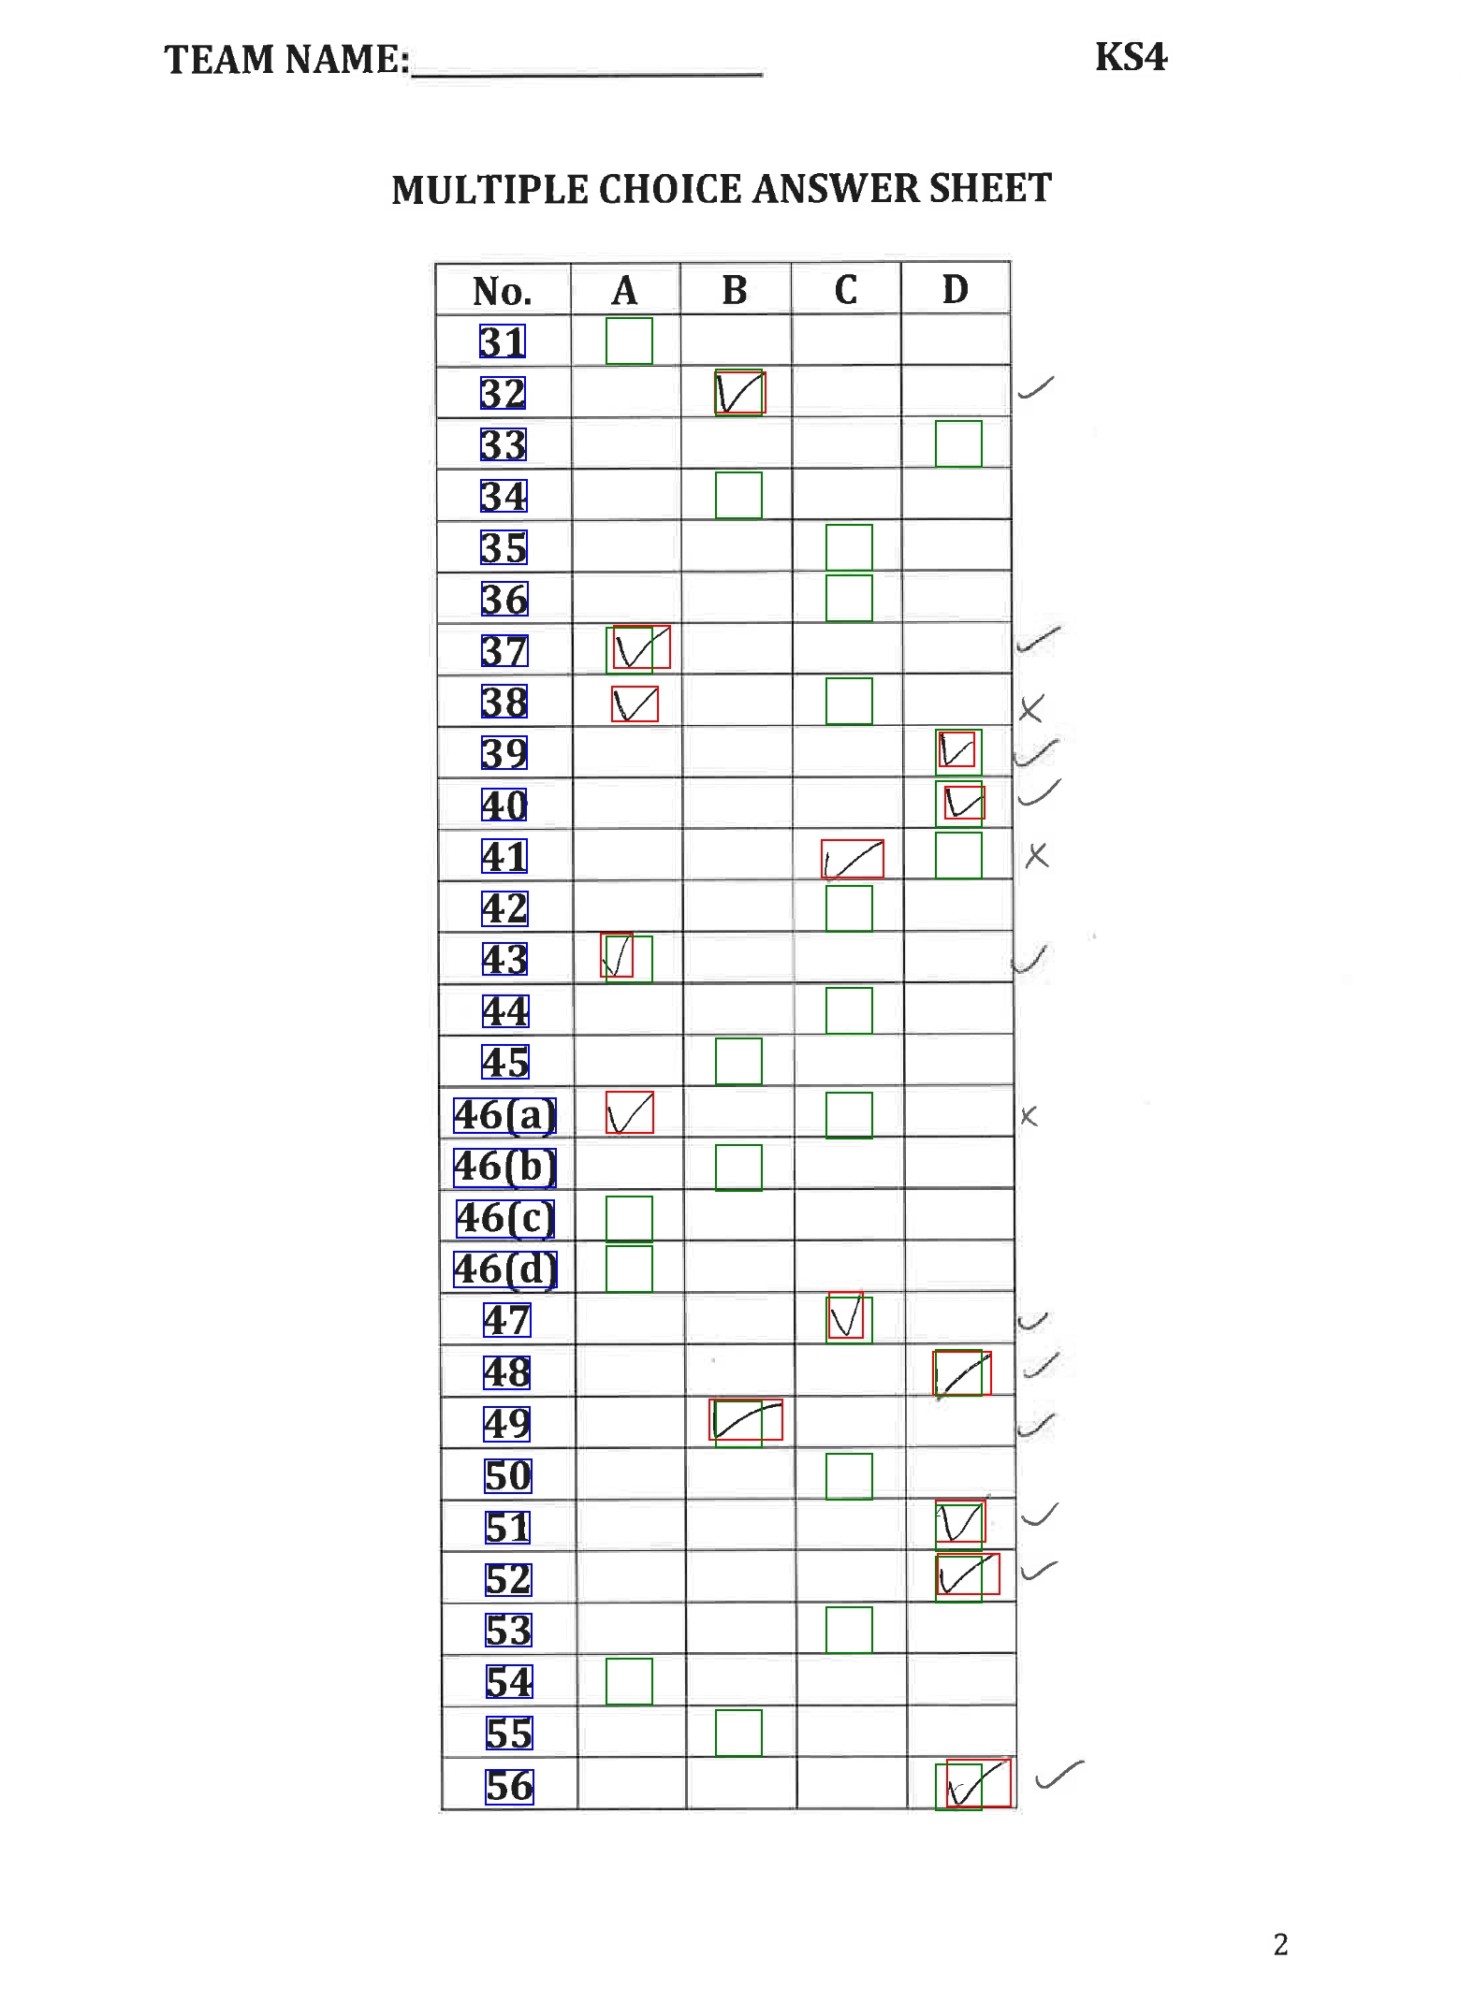 TEAM NAME:
KS4
MULTIPLE CHOICE ANSWER SHEET
No. A B C D
31
32 ✓ ✓
33
34
35
36
37 ✓ ✓
38 ✓ ✗
39 ✓ ✓
40 ✓ ✓
41 ✓ ✗
42
43 ✓ ✓
44
45
46(a) ✓ ✗
46(b)
46(c)
46(d)
47 ✓ ✓
48 ✓ ✓
49 ✓ ✓
50
51 ✓ ✓
52 ✓ ✓
53
54
55
56 ✓ ✓
2